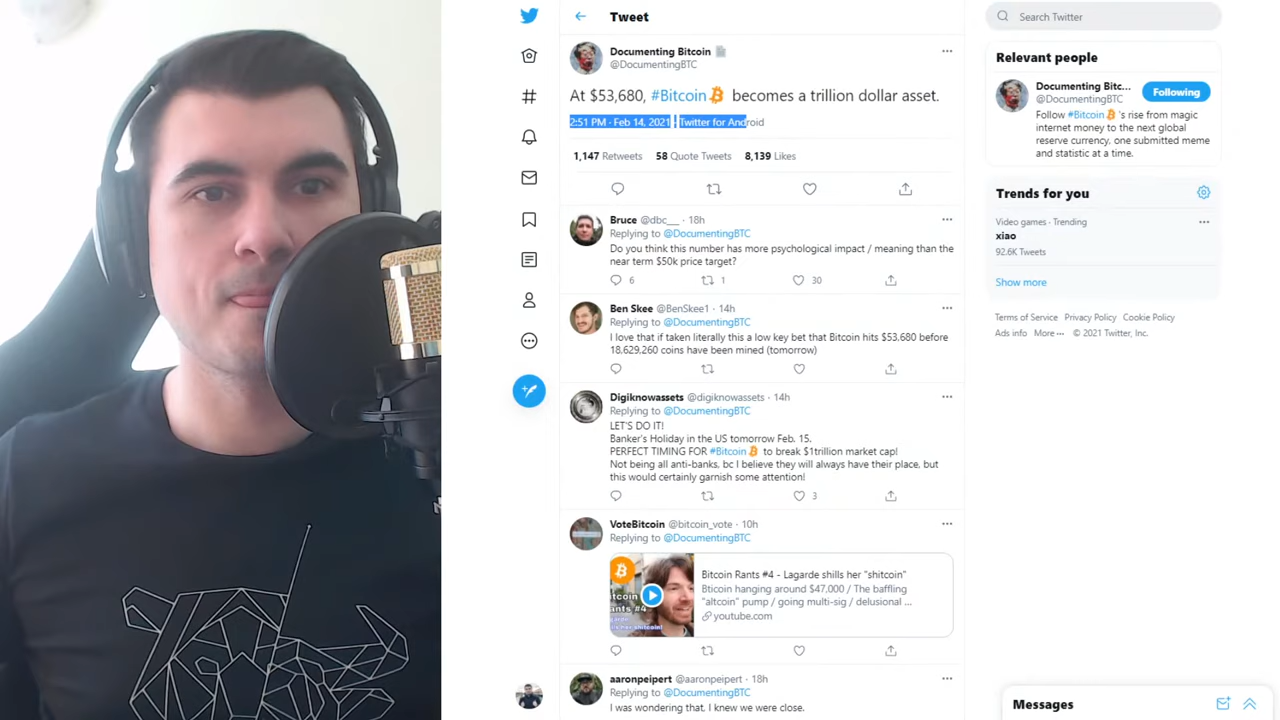 Tweet
Documenting Bitcoin
@DocumentingBTC
At $53,680, #Bitcoin becomes a trillion dollar asset.
2:51 PM · Feb 14, 2021 · Twitter for Android
1,147 Retweets 58 Quote Tweets 8,139 Likes
Bruce @dbc___ · 18h
Replying to @DocumentingBTC
Do you think this number has more psychological impact / meaning than the
near term $50k price target?
6 1 30
Ben Skee @BenSkee1 · 14h
Replying to @DocumentingBTC
I love that if taken literally this a low key bet that Bitcoin hits $53,680 before
18,629,260 coins have been mined (tomorrow)
Digiknowassets @digiknowassets · 14h
Replying to @DocumentingBTC
LET'S DO IT!
Banker's Holiday in the US tomorrow Feb. 15.
PERFECT TIMING FOR #Bitcoin to break $1trillion market cap!
Not being all anti-banks, bc I believe they will always have their place, but
this would certainly garnish some attention!
3
VoteBitcoin @bitcoin_vote · 10h
Replying to @DocumentingBTC
Bitcoin Rants #4 - Lagarde shills her "shitcoin"
Btcoin hanging around $47,000 / The baffling
"altcoin" pump / going multi-sig / delusional ...
youtube.com
aaronpeipert @aaronpeipert · 18h
Replying to @DocumentingBTC
I was wondering that, I knew we were close.
Search Twitter
Relevant people
Documenting Bitc...
@DocumentingBTC
Following
Follow #Bitcoin 's rise from magic
internet money to the next global
reserve currency, one submitted meme
and statistic at a time.
Trends for you
Video games · Trending
xiao
92.6K Tweets
Show more
Terms of Service Privacy Policy Cookie Policy
Ads info More ··· © 2021 Twitter, Inc.
Messages